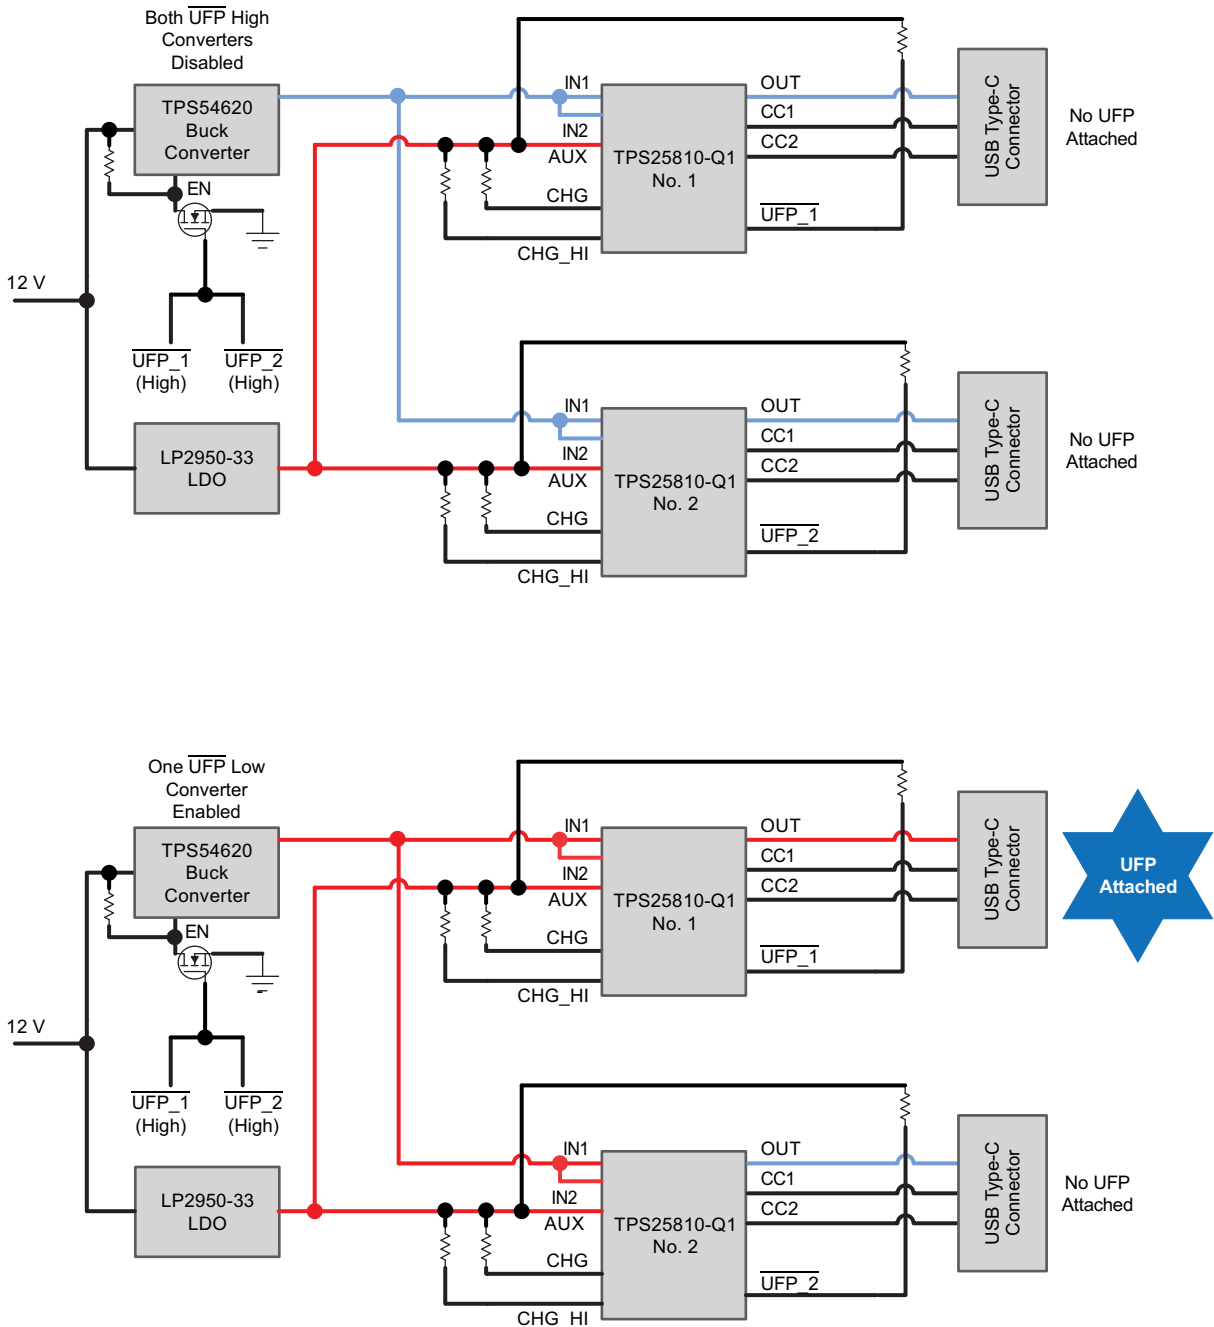 Both UFP High
Converters
Disabled
TPS54620
Buck
Converter
EN
12 V
UFP_1
(High)
UFP_2
(High)
LP2950-33
LDO
IN1
IN2
AUX
CHG
CHG_HI
TPS25810-Q1
No. 1
OUT
CC1
CC2
UFP_1
USB Type-C
Connector
No UFP
Attached
IN1
IN2
AUX
CHG
CHG_HI
TPS25810-Q1
No. 2
OUT
CC1
CC2
UFP_2
USB Type-C
Connector
No UFP
Attached
One UFP Low
Converter
Enabled
TPS54620
Buck
Converter
EN
12 V
UFP_1
(High)
UFP_2
(High)
LP2950-33
LDO
IN1
IN2
AUX
CHG
CHG_HI
TPS25810-Q1
No. 1
OUT
CC1
CC2
UFP_1
USB Type-C
Connector
UFP
Attached
IN1
IN2
AUX
CHG
CHG_HI
TPS25810-Q1
No. 2
OUT
CC1
CC2
UFP_2
USB Type-C
Connector
No UFP
Attached